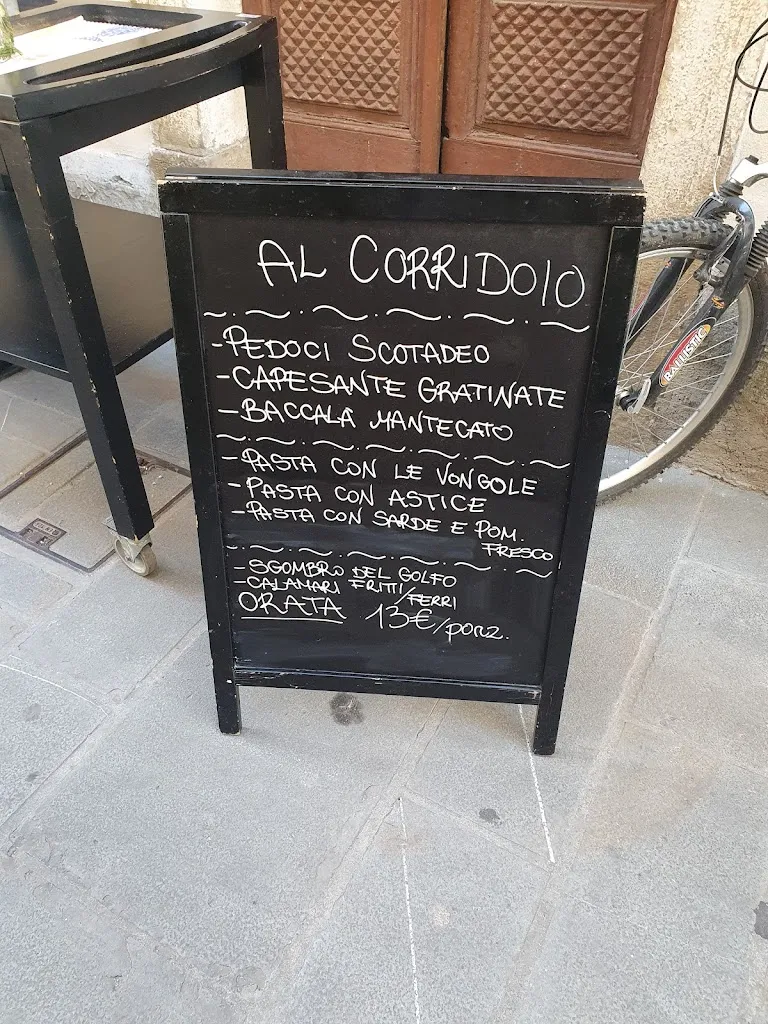 AL CORRIDOIO
-PEDOCI SCOTADEO
-CAPESANTE GRATINATE
-BACCALÀ MANTECATO
-PASTA CON LE VONGOLE
-PASTA CON ASTICE
-PASTA CON SARDE E POM.
FRESCO
-SGOMBRO DEL GOLFO
-CALAMARI FRITTI/FERRI
ORATA 13€/porz.
BALLISTIC